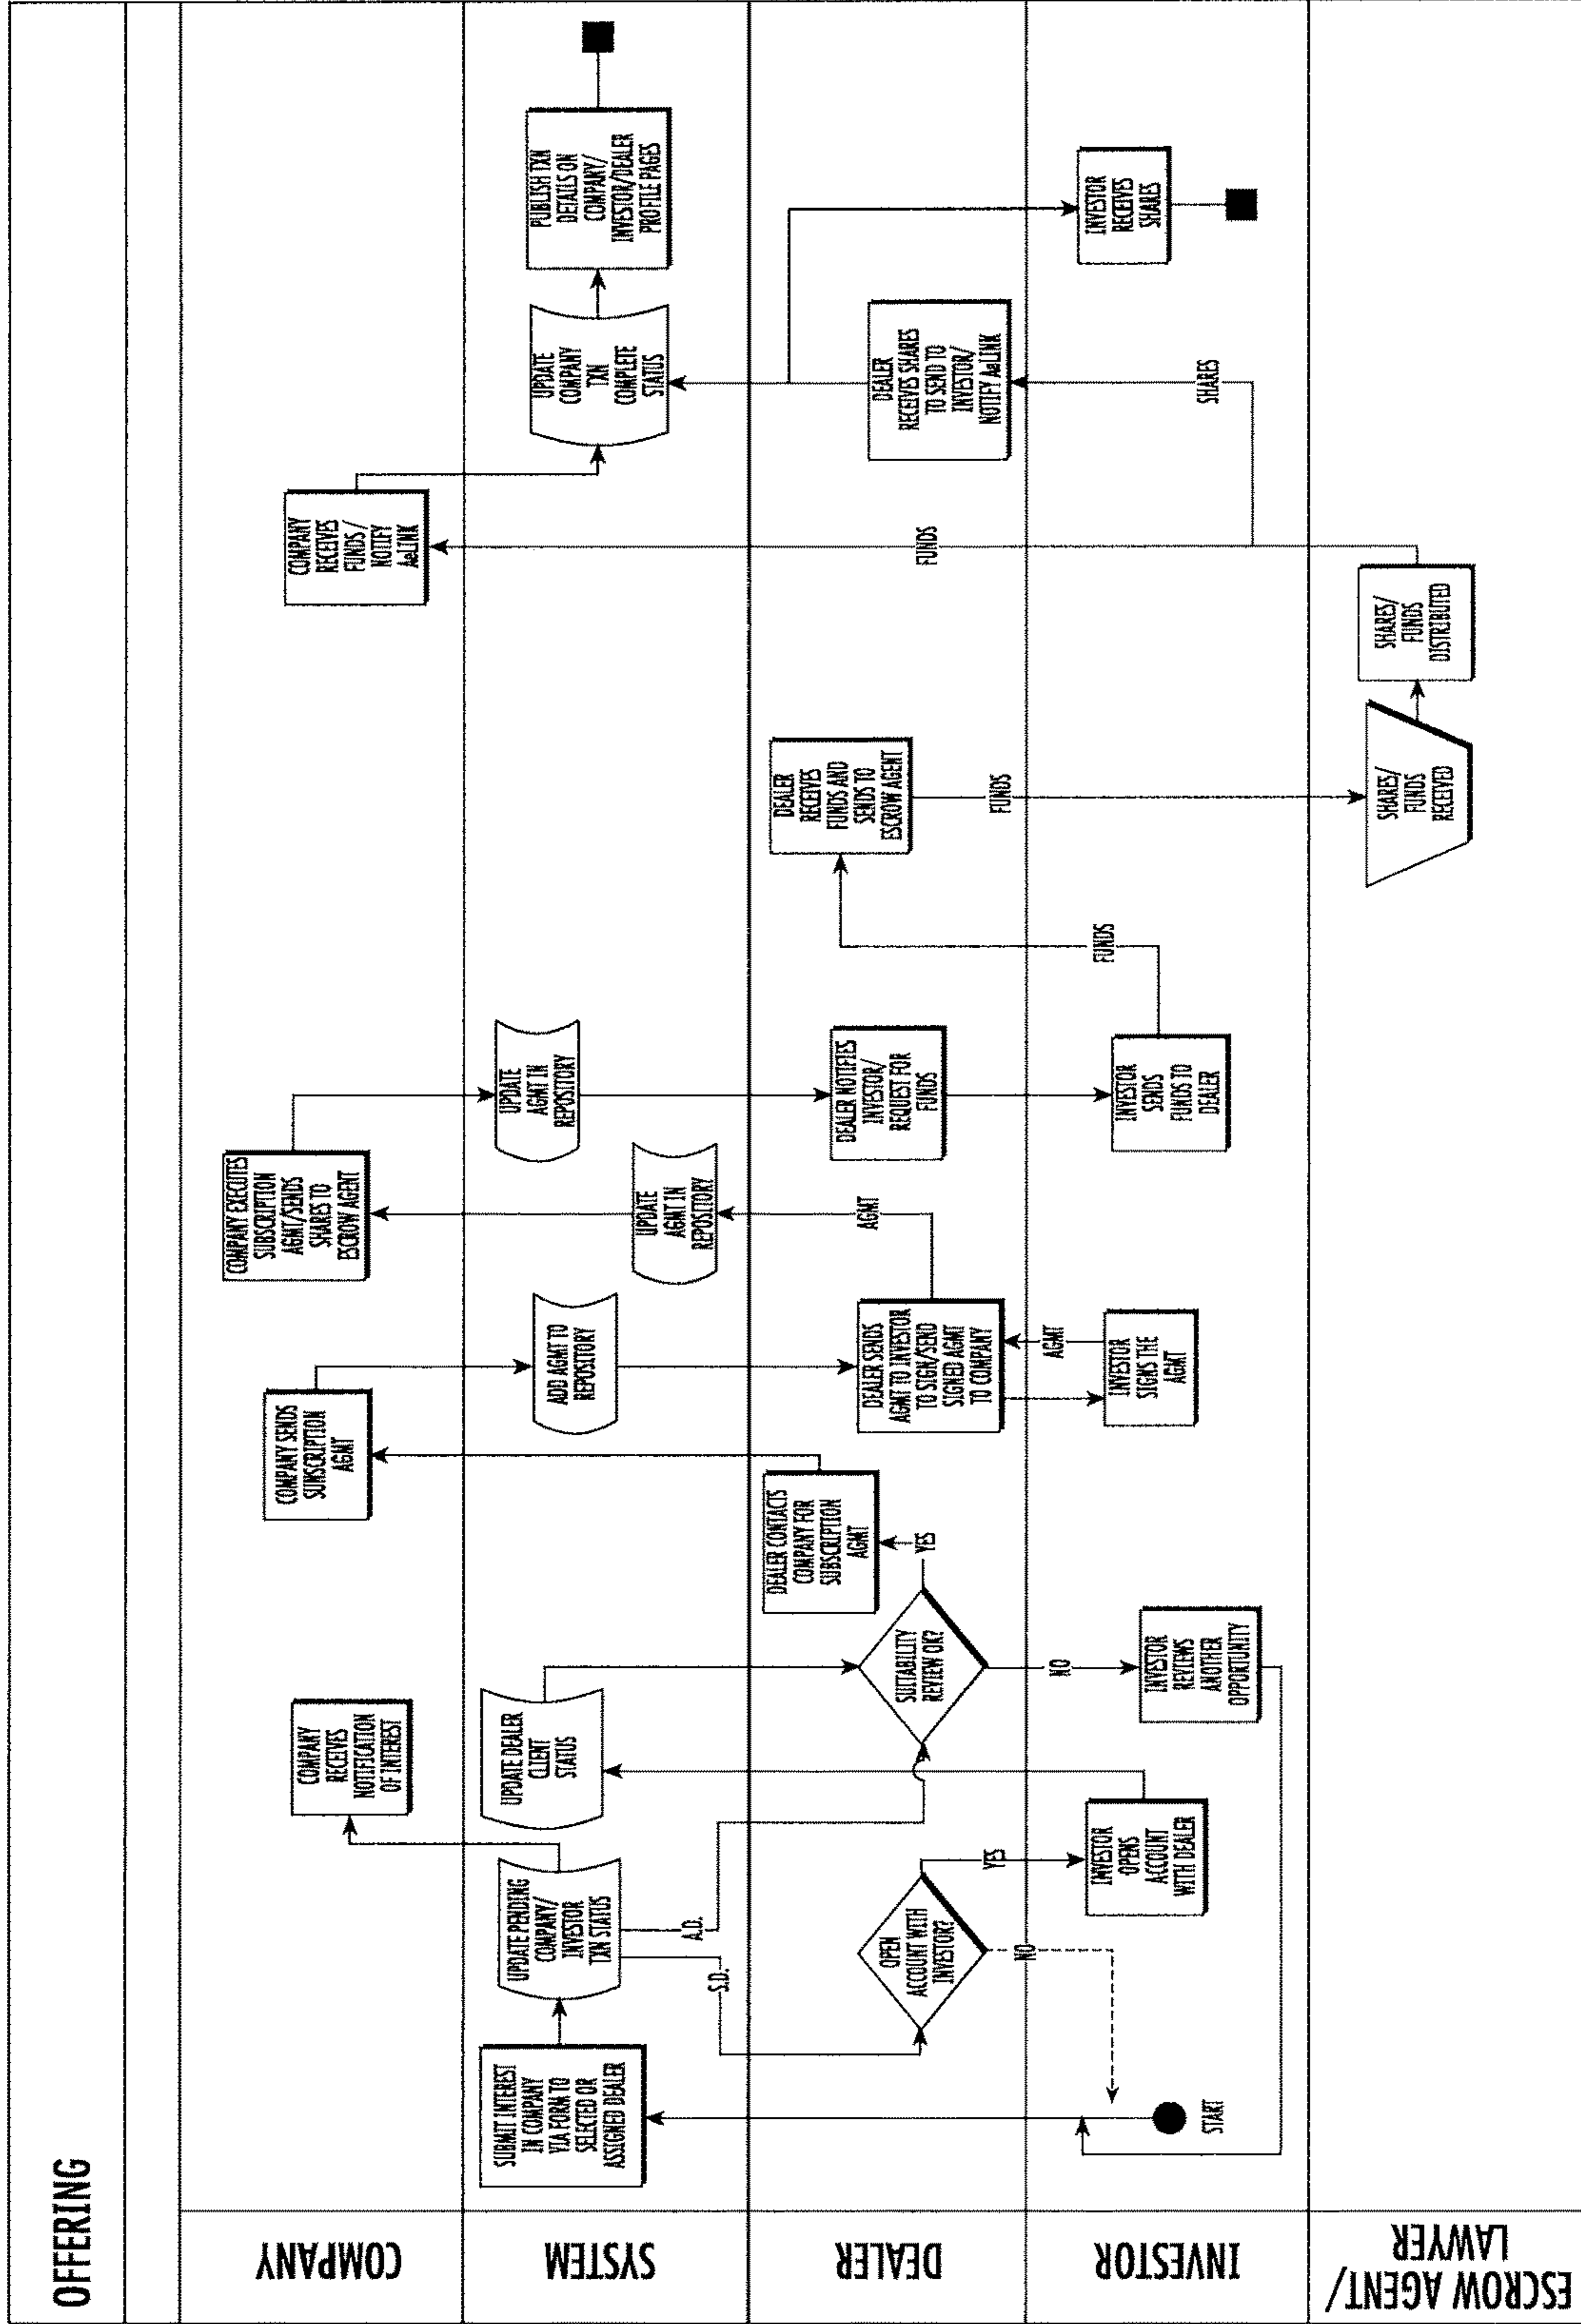 OFFERING
COMPANY
SYSTEM
DEALER
INVESTOR
ESCROW AGENT/
LAWYER
START
SUBMIT INTEREST
IN COMPANY
VIA FORM TO
SELECTED OR
ASSIGNED DEALER
UPDATE PENDING
COMPANY/
INVESTOR
TXN STATUS
COMPANY
RECEIVES
NOTIFICATION
OF INTEREST
S.D.
A.D.
OPEN
ACCOUNT WITH
INVESTOR?
NO
YES
INVESTOR
OPENS
ACCOUNT
WITH DEALER
UPDATE DEALER
CLIENT
STATUS
SUITABILITY
REVIEW OK?
NO
INVESTOR
REVIEWS
ANOTHER
OPPORTUNITY
YES
DEALER CONTACTS
COMPANY FOR
SUBSCRIPTION
AGMT
COMPANY SENDS
SUNSCRIPTION
AGMT
ADD AGMT TO
REPOSITORY
DEALER SENDS
AGMT TO INVESTOR
TO SIGN/SEND
SIGNED AGMT
TO COMPANY
AGMT
INVESTOR
SIGNS THE
AGMT
AGMT
UPDATE
AGMT IN
REPOSITORY
COMPANY EXECUTES
SUBSCRIPTION
AGMT/SENDS
SHARES TO
ESCROW AGENT
UPDATE
AGMT IN
REPOSITORY
DEALER NOTIFIES
INVESTOR/
REQUEST FOR
FUNDS
INVESTOR
SENDS
FUNDS TO
DEALER
FUNDS
DEALER
RECEIVES
FUNDS AND
SENDS TO
ESCROW AGENT
FUNDS
SHARES/
FUNDS
RECEIVED
SHARES/
FUNDS
DISTRIBUTED
FUNDS
COMPANY
RECEIVES
FUNDS/
NOTIFY
AeLINK
SHARES
DEALER
RECEIVES SHARES
TO SEND TO
INVESTOR/
NOTIFY AeLINK
UPDATE
COMPANY
TXN
COMPLETE
STATUS
INVESTOR
RECEIVES
SHARES
PUBLISH TXN
DETAILS ON
COMPANY/
INVESTOR/DEALER
PROFILE PAGES